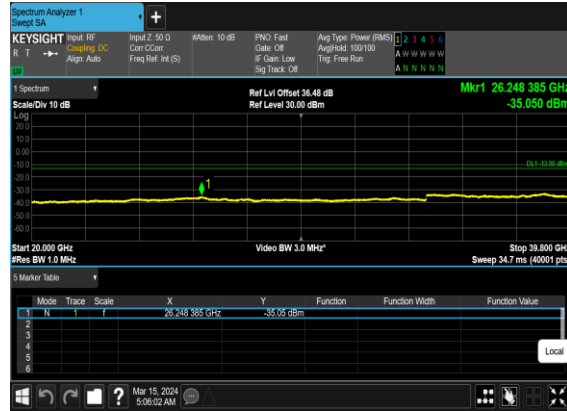 Spectrum Analyzer 1
Swept SA
+
KEYSIGHT Input: RF Input Z: 50 Ω #Atten: 10 dB PNO: Fast Avg Type: Power (RMS) 1 2 3 4 5 6
R T Coupling: DC Corr CCorr Gate: Off Avg|Hold: 100/100 A W W W W W
Align: Auto Freq Ref: Int (S) IF Gain: Low Trig: Free Run
Sig Track: Off A N N N N N
1 Spectrum Ref Lvl Offset 36.48 dB Mkr1 26.248 385 GHz
Scale/Div 10 dB Ref Level 30.00 dBm -35.050 dBm
Log
20.0
10.0
0.00
-10.0 DL1 -13.00 dBm
-20.0
1
-30.0
-40.0
-50.0
-60.0
Start 20.000 GHz Video BW 3.0 MHz* Stop 39.800 GHz
#Res BW 1.0 MHz Sweep 34.7 ms (40001 pts)
5 Marker Table
Mode Trace Scale X Y Function Function Width Function Value
1 N 1 f 26.248 385 GHz -35.05 dBm
2
3
4
5
6
Local
? Mar 15, 2024
5:06:02 AM